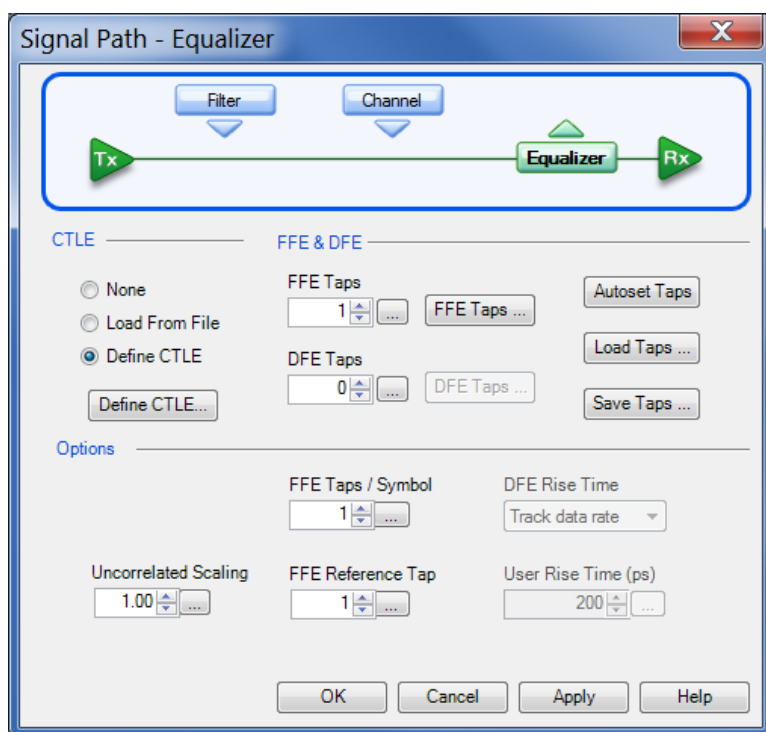 Signal Path - Equalizer
X
Filter
Channel
Tx
Equalizer
Rx
CTLE
FFE & DFE
None
Load From File
Define CTLE
Define CTLE...
FFE Taps
1 ... FFE Taps ...
DFE Taps
0 ... DFE Taps ...
Autoset Taps
Load Taps ...
Save Taps ...
Options
FFE Taps / Symbol
1 ...
DFE Rise Time
Track data rate
Uncorrelated Scaling
1.00 ...
FFE Reference Tap
1 ...
User Rise Time (ps)
200 ...
OK Cancel Apply Help